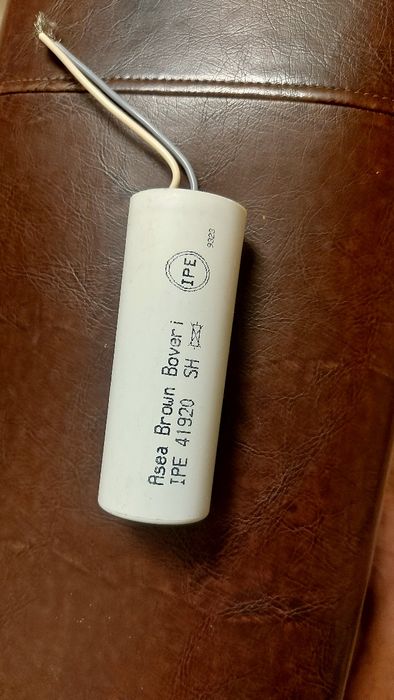 9323
IPE
Asea Brown Boveri
IPE 41920 SH